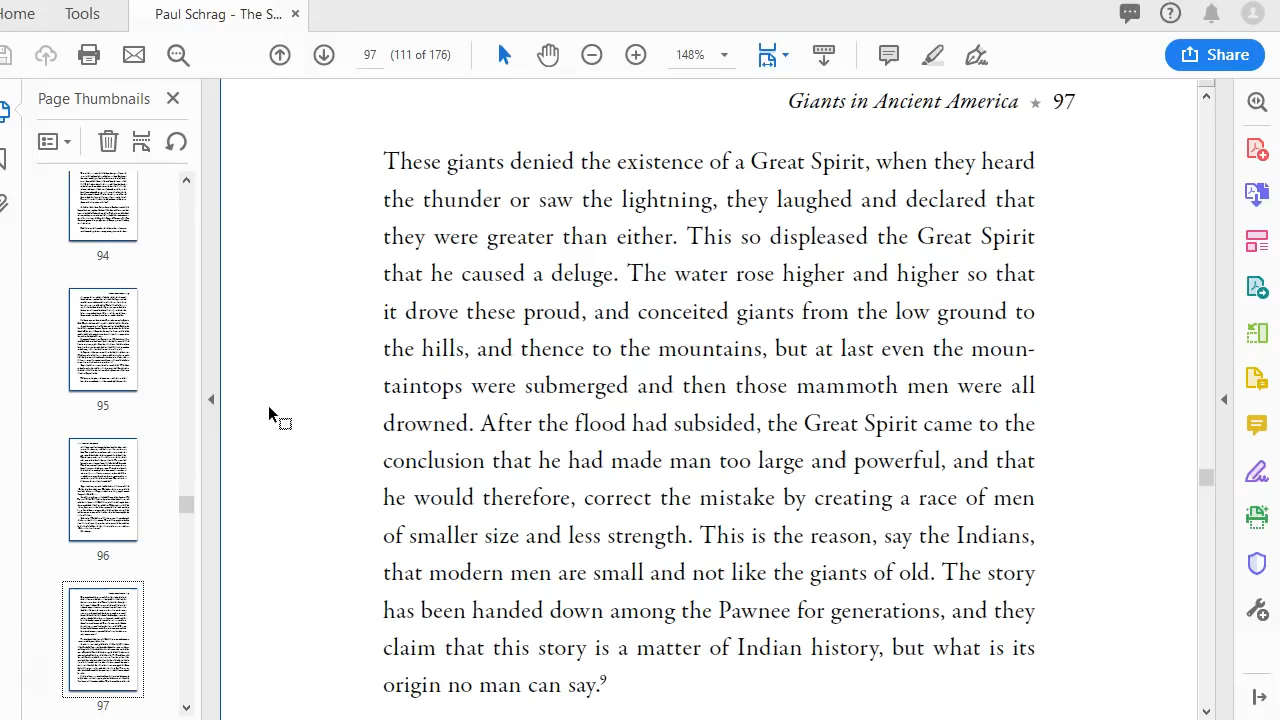 Home
Tools
Paul Schrag - The S...
97
(111 of 176)
148%
Share
Page Thumbnails
94
95
96
97
Giants in Ancient America ★ 97
These giants denied the existence of a Great Spirit, when they heard
the thunder or saw the lightning, they laughed and declared that
they were greater than either. This so displeased the Great Spirit
that he caused a deluge. The water rose higher and higher so that
it drove these proud, and conceited giants from the low ground to
the hills, and thence to the mountains, but at last even the moun-
taintops were submerged and then those mammoth men were all
drowned. After the flood had subsided, the Great Spirit came to the
conclusion that he had made man too large and powerful, and that
he would therefore, correct the mistake by creating a race of men
of smaller size and less strength. This is the reason, say the Indians,
that modern men are small and not like the giants of old. The story
has been handed down among the Pawnee for generations, and they
claim that this story is a matter of Indian history, but what is its
origin no man can say.⁹